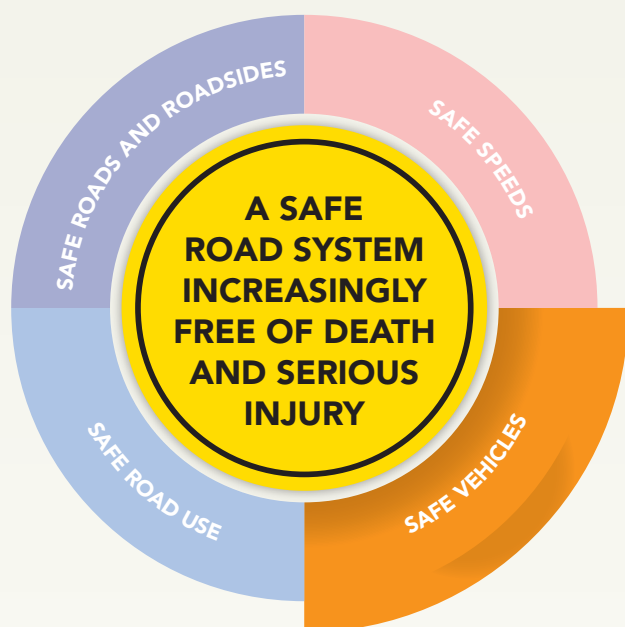 SAFE ROADS AND ROADSIDES
SAFE SPEEDS
A SAFE
ROAD SYSTEM
INCREASINGLY
FREE OF DEATH
AND SERIOUS
INJURY
SAFE ROAD USE
SAFE VEHICLES